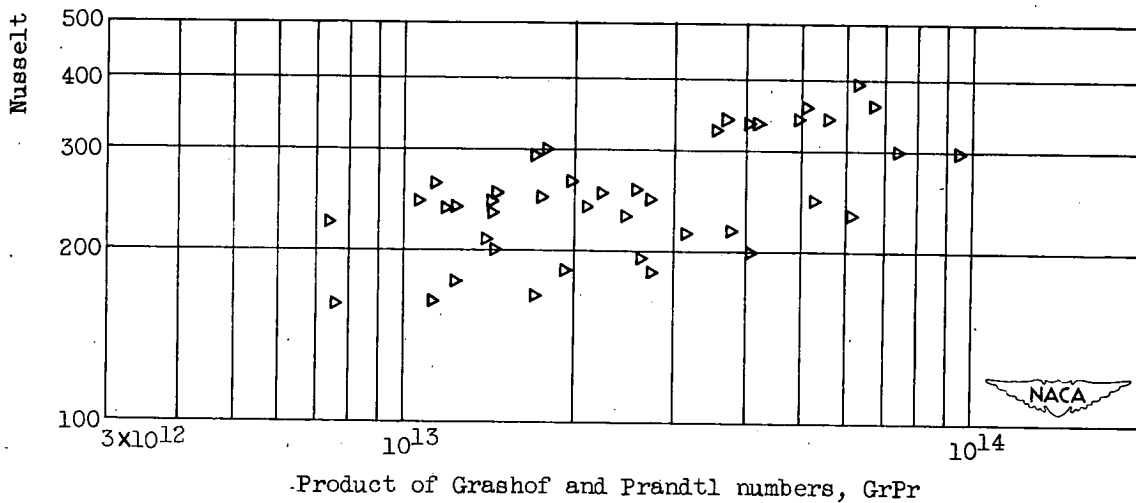 Nusselt
500
400
300
200
100
3x10^12
10^13
10^14
NACA
Product of Grashof and Prandtl numbers, GrPr